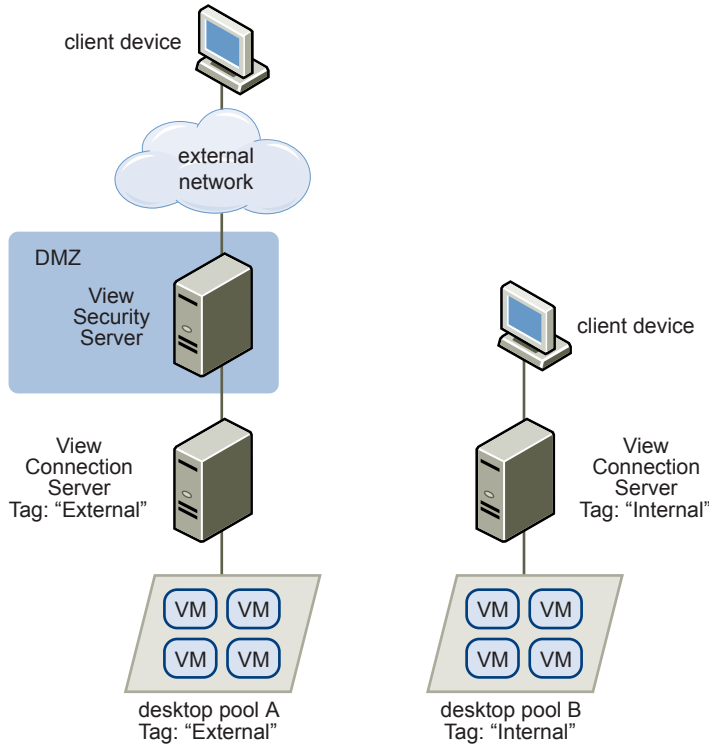 client device
external
network
DMZ
View
Security
Server
client device
View
Connection
Server
Tag: “External”
View
Connection
Server
Tag: “Internal”
VM VM
VM VM
VM VM
VM VM
desktop pool A
Tag: “External”
desktop pool B
Tag: “Internal”